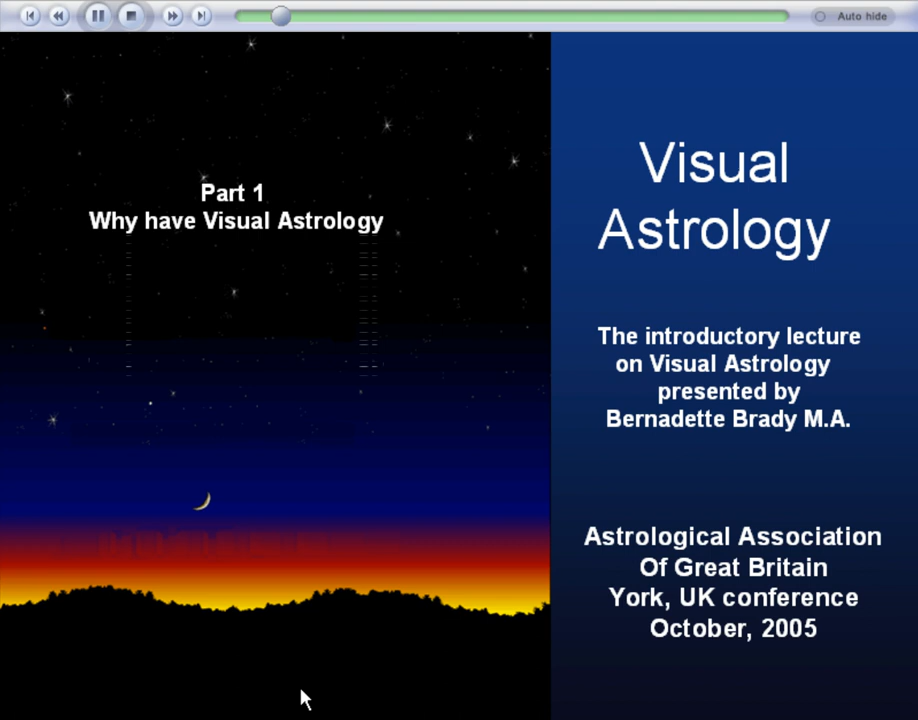 Auto hide
Part 1
Why have Visual Astrology
Visual
Astrology
The introductory lecture
on Visual Astrology
presented by
Bernadette Brady M.A.
Astrological Association
Of Great Britain
York, UK conference
October, 2005